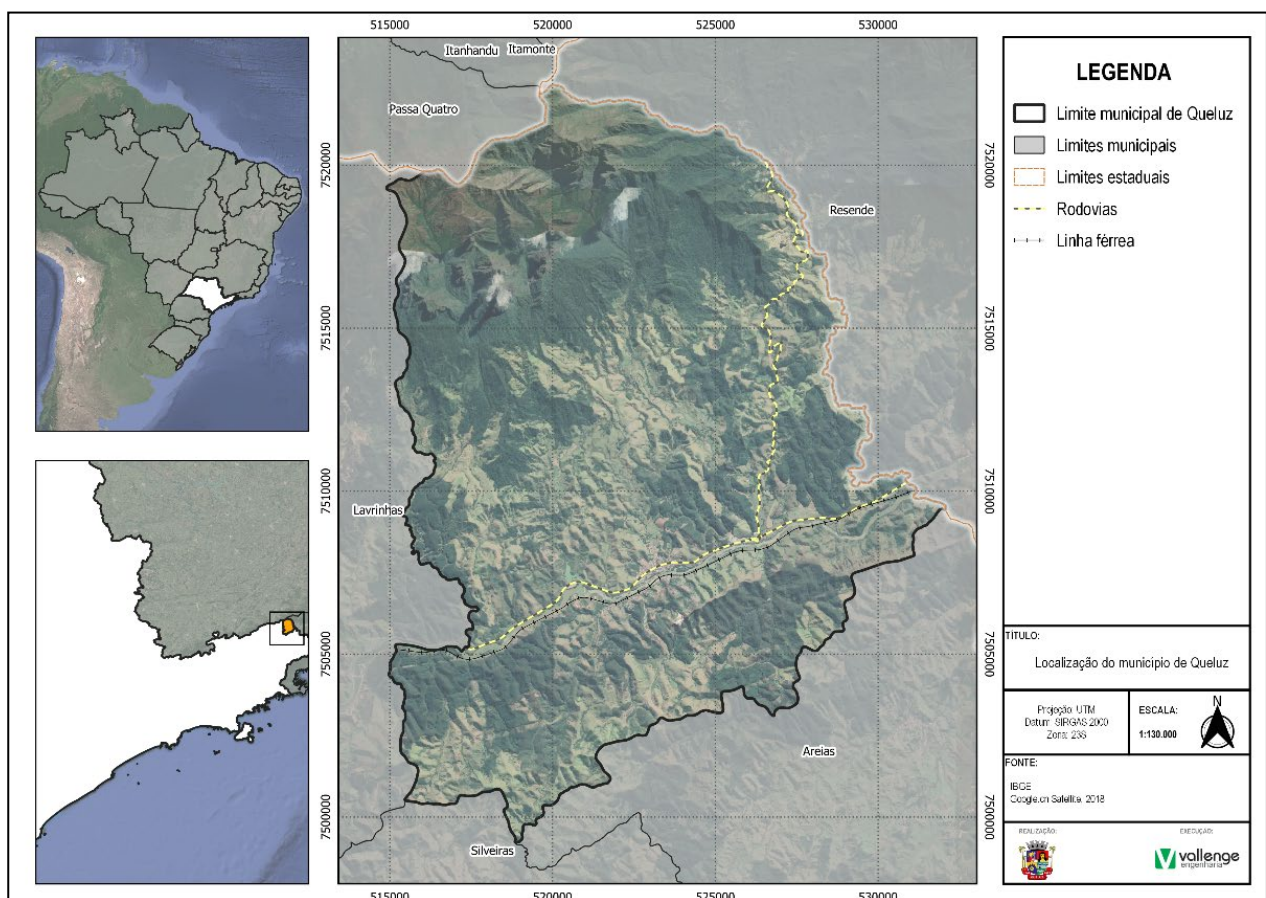 515000 520000 525000 530000
Itanhandu Itamonte
Passa Quatro
7520000 7520000
Resende
7515000 7515000
7510000 7510000
Lavrinhas
7505000 7505000
Areias
7500000 7500000
Silveiras
515000 520000 525000 530000
LEGENDA
Limite municipal de Queluz
Limites municipais
Limites estaduais
Rodovias
Linha férrea
TÍTULO:
Localização do município de Queluz
Projeção: UTM
Datum: SIRGAS 2000
Zona: 23S
ESCALA:
1:130.000
N
FONTE:
IBGE
Google.cn Satellite, 2018
REALIZAÇÃO:
EXECUÇÃO:
vallenge
engenharia